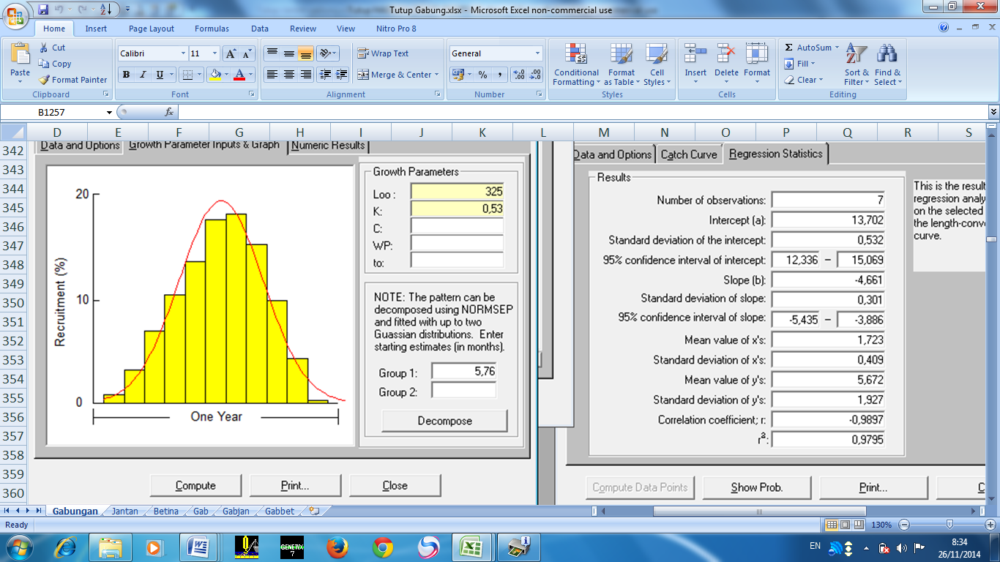 Tutup Gabung.xlsx - Microsoft Excel non-commercial use
Home Insert Page Layout Formulas Data Review View Nitro Pro 8
Paste
Cut
Copy
Format Painter
Clipboard
Calibri 11
B I U
Font
Wrap Text
Merge & Center
Alignment
General
Number
Conditional Formatting
Format as Table
Cell Styles
Styles
Insert Delete Format
Cells
AutoSum
Fill
Clear
Sort & Filter
Find & Select
Editing
B1257 fx
D E F G H I J K L M N O P Q R S
342
343
344
345
346
347
348
349
350
351
352
353
354
355
356
357
358
359
360
Data and Options Growth Parameter Inputs & Graph Numeric Results
20
10
0
Recruitment (%)
One Year
Growth Parameters
Loo : 325
K: 0,53
C:
WP:
to:
NOTE: The pattern can be
decomposed using NORMSEP
and fitted with up to two
Guassian distributions. Enter
starting estimates (in months).
Group 1: 5,76
Group 2:
Decompose
Compute Print... Close
Data and Options Catch Curve Regression Statistics
Results
Number of observations: 7
Intercept (a): 13,702
Standard deviation of the intercept: 0,532
95% confidence interval of intercept: 12,336 – 15,069
Slope (b): -4,661
Standard deviation of slope: 0,301
95% confidence interval of slope: -5,435 – -3,886
Mean value of x's: 1,723
Standard deviation of x's: 0,409
Mean value of y's: 5,672
Standard deviation of y's: 1,927
Correlation coefficient; r: -0,9897
r²: 0,9795
This is the result
regression analy
on the selected
the length-conv
curve.
Compute Data Points Show Prob. Print... C
Gabungan Jantan Betina Gab Gabjan Gabbet
Ready 130%
GENETIX
7
EN
8:34
26/11/2014